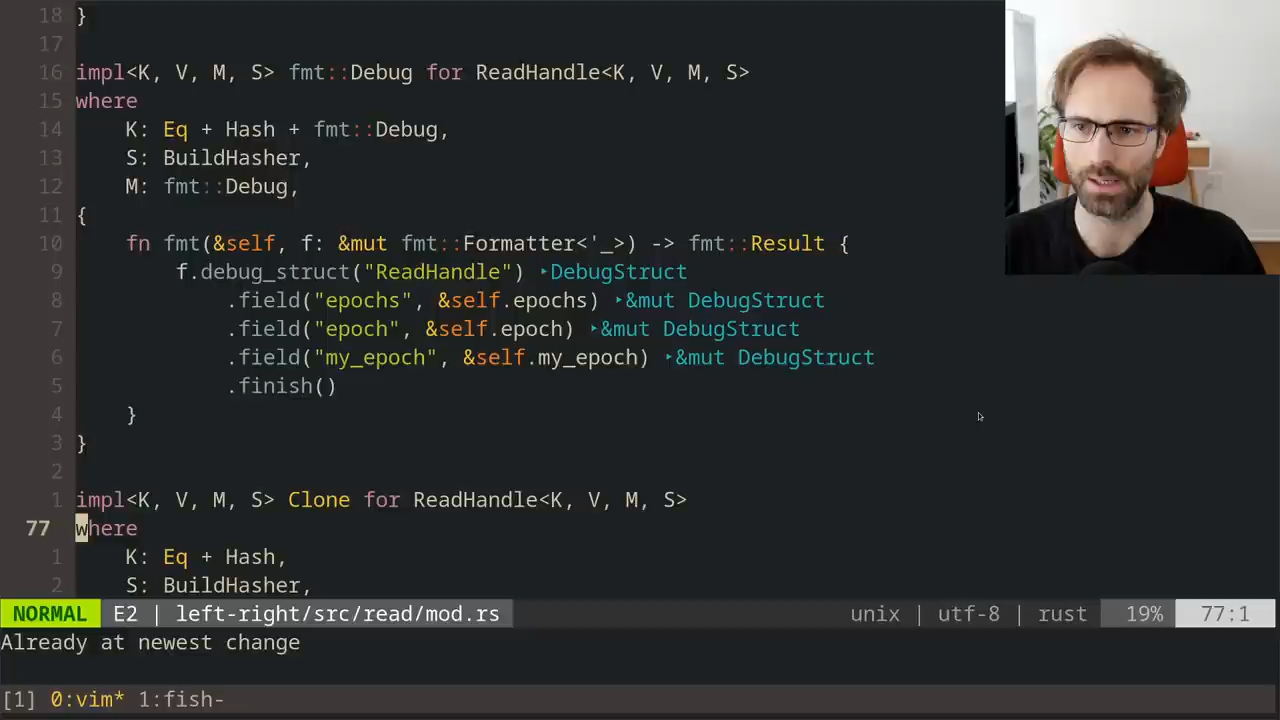 18 }
17
16 impl<K, V, M, S> fmt::Debug for ReadHandle<K, V, M, S>
15 where
14     K: Eq + Hash + fmt::Debug,
13     S: BuildHasher,
12     M: fmt::Debug,
11 {
10     fn fmt(&self, f: &mut fmt::Formatter<'_>) -> fmt::Result {
9         f.debug_struct("ReadHandle") ‣DebugStruct
8             .field("epochs", &self.epochs) ‣&mut DebugStruct
7             .field("epoch", &self.epoch) ‣&mut DebugStruct
6             .field("my_epoch", &self.my_epoch) ‣&mut DebugStruct
5             .finish()
4     }
3 }
2
1 impl<K, V, M, S> Clone for ReadHandle<K, V, M, S>
77 where
1     K: Eq + Hash,
2     S: BuildHasher,
NORMAL E2 | left-right/src/read/mod.rs unix | utf-8 | rust 19% 77:1
Already at newest change
[1] 0:vim* 1:fish-